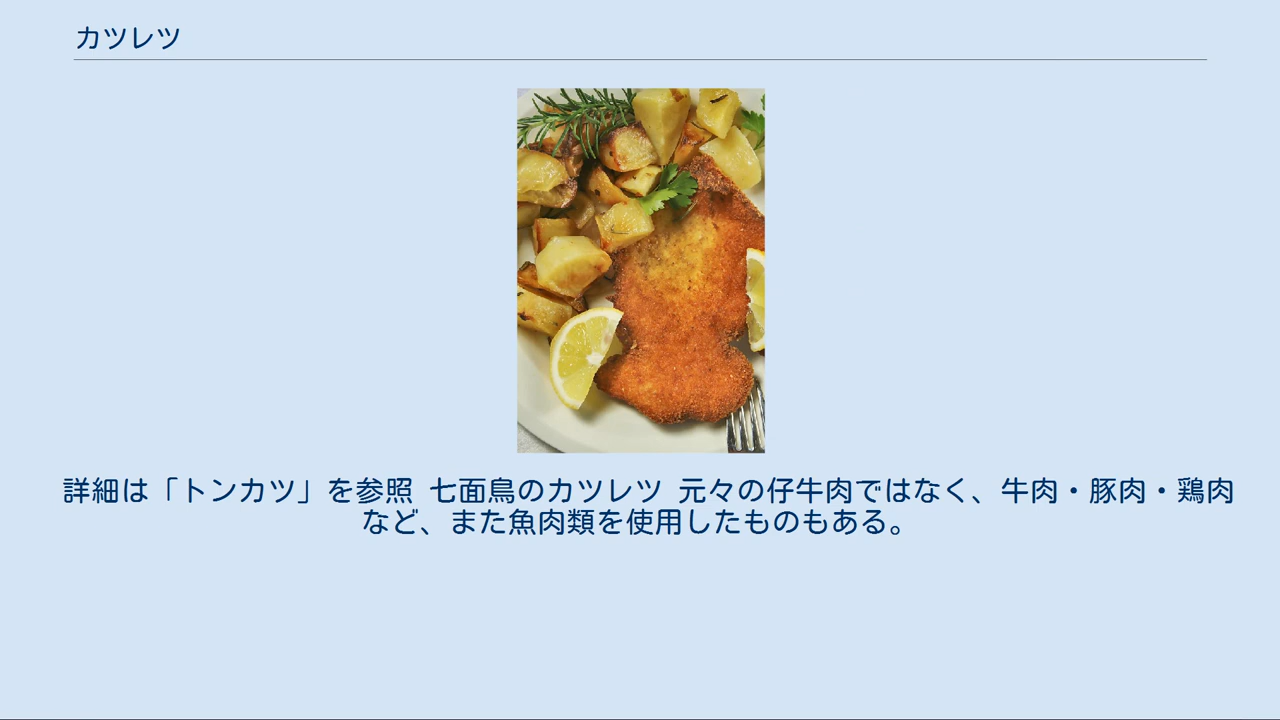 カツレツ
詳細は「トンカツ」を参照 七面鳥のカツレツ 元々の仔牛肉ではなく、牛肉・豚肉・鶏肉
など、また魚肉類を使用したものもある。